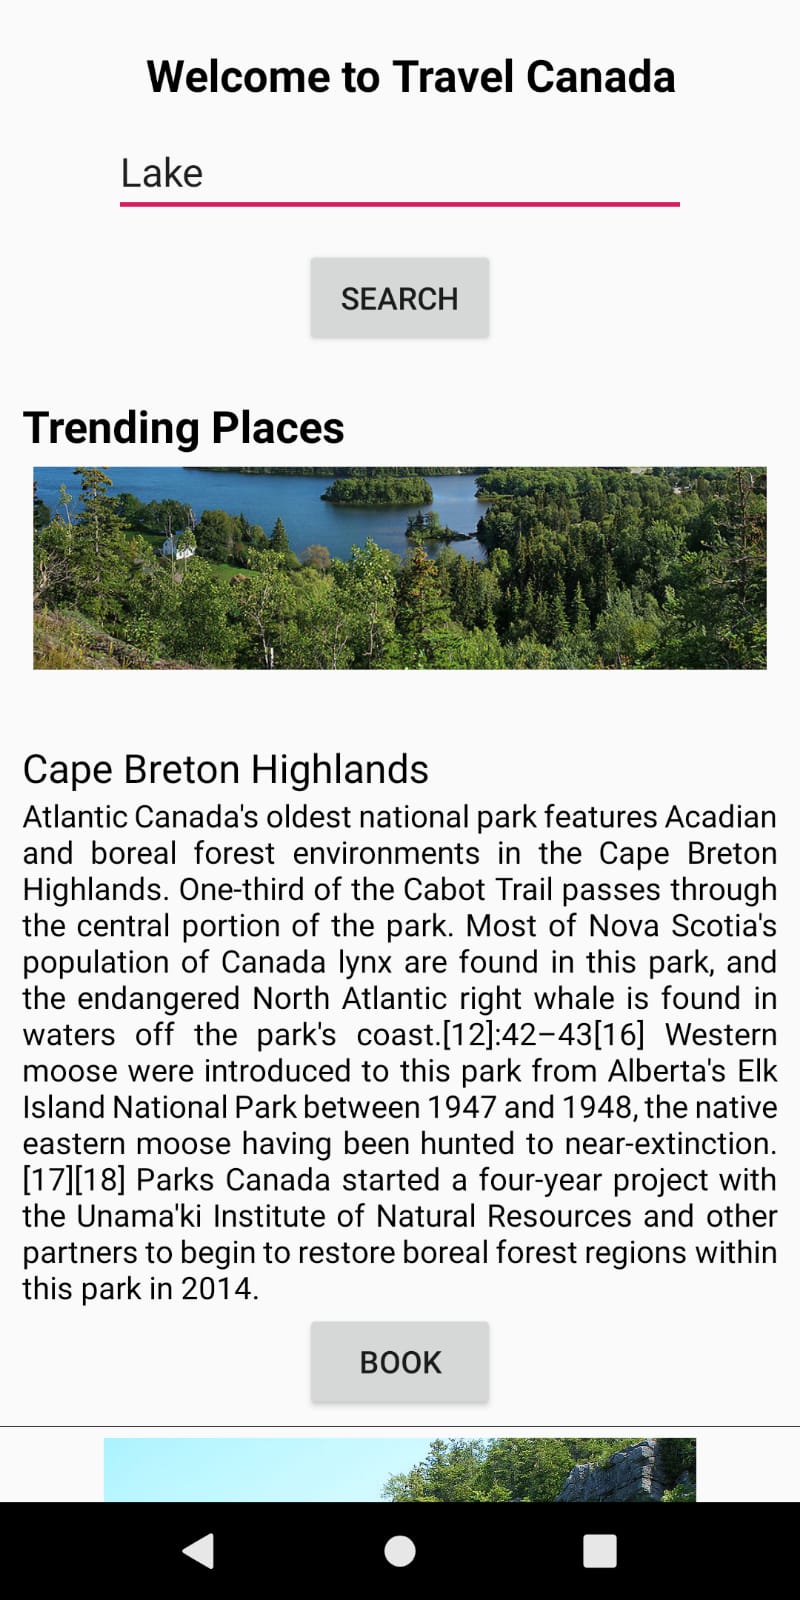 Welcome to Travel Canada
Lake
SEARCH
Trending Places
Cape Breton Highlands
Atlantic Canada's oldest national park features Acadian
and boreal forest environments in the Cape Breton
Highlands. One-third of the Cabot Trail passes through
the central portion of the park. Most of Nova Scotia's
population of Canada lynx are found in this park, and
the endangered North Atlantic right whale is found in
waters off the park's coast.[12]:42–43[16] Western
moose were introduced to this park from Alberta's Elk
Island National Park between 1947 and 1948, the native
eastern moose having been hunted to near-extinction.
[17][18] Parks Canada started a four-year project with
the Unama'ki Institute of Natural Resources and other
partners to begin to restore boreal forest regions within
this park in 2014.
BOOK